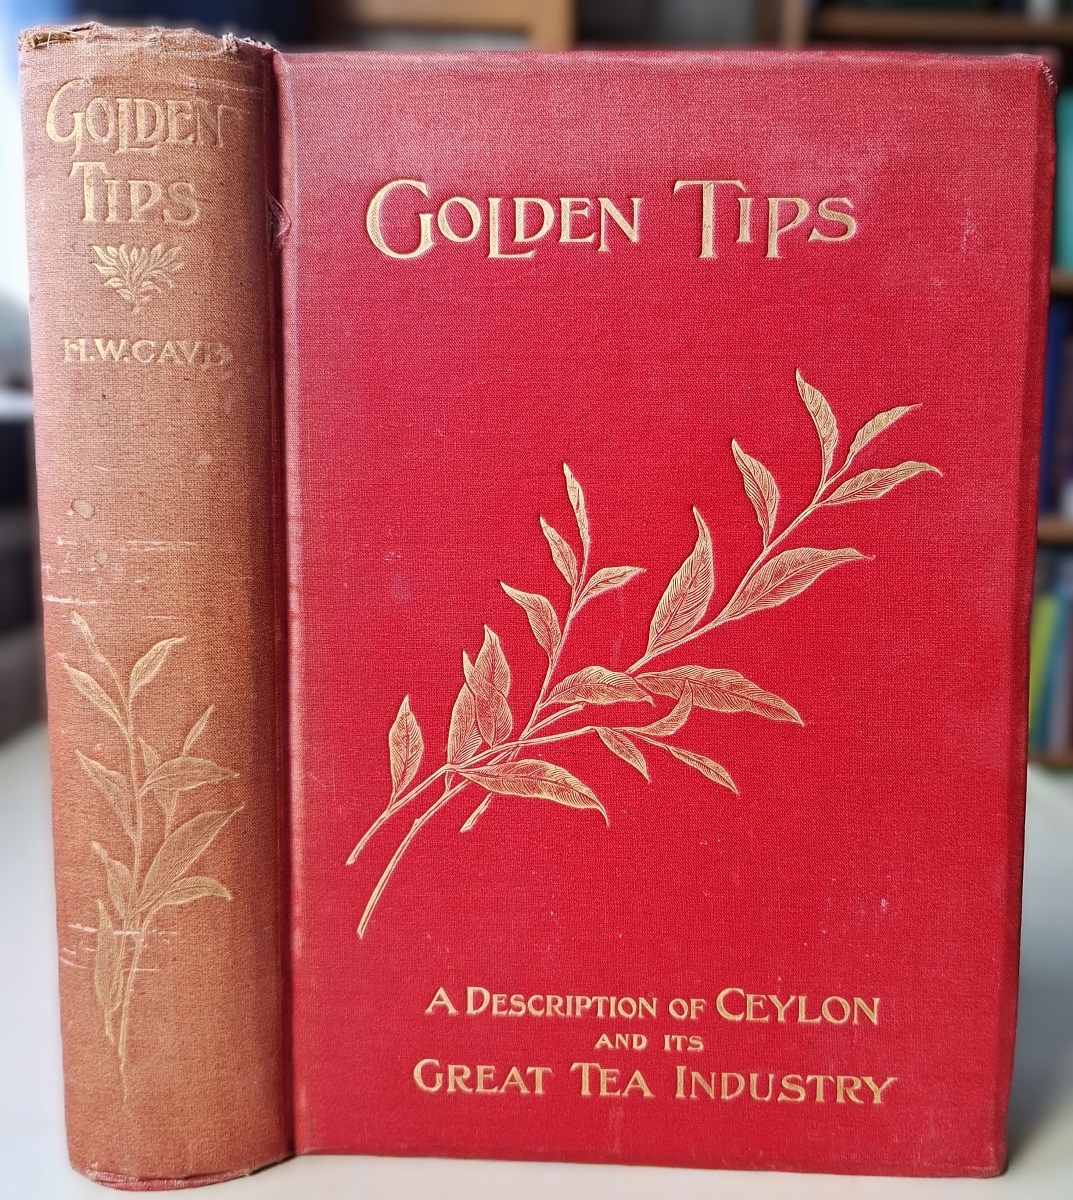 GOLDEN
TIPS
H.W.CAVE
GOLDEN TIPS
A DESCRIPTION OF CEYLON
AND ITS
GREAT TEA INDUSTRY